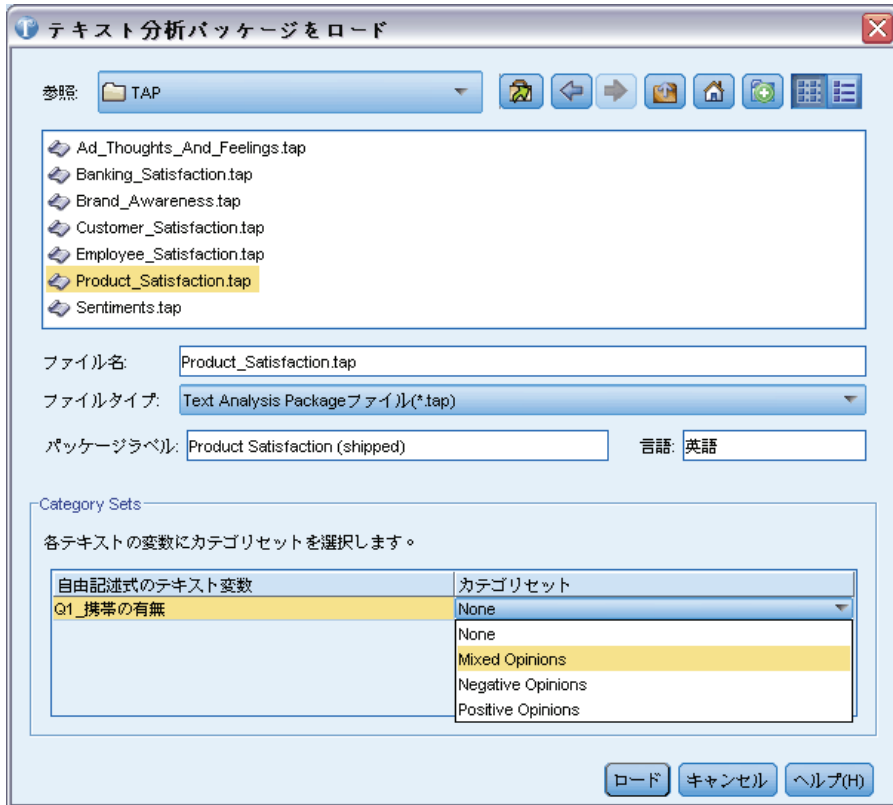 テキスト分析パッケージをロード
参照: TAP
Ad_Thoughts_And_Feelings.tap
Banking_Satisfaction.tap
Brand_Awareness.tap
Customer_Satisfaction.tap
Employee_Satisfaction.tap
Product_Satisfaction.tap
Sentiments.tap
ファイル名: Product_Satisfaction.tap
ファイルタイプ: Text Analysis Packageファイル(*.tap)
パッケージラベル: Product Satisfaction (shipped) 言語: 英語
Category Sets
各テキストの変数にカテゴリセットを選択します。
自由記述式のテキスト変数 カテゴリセット
Q1_携帯の有無 None
None
Mixed Opinions
Negative Opinions
Positive Opinions
ロード キャンセル ヘルプ(H)